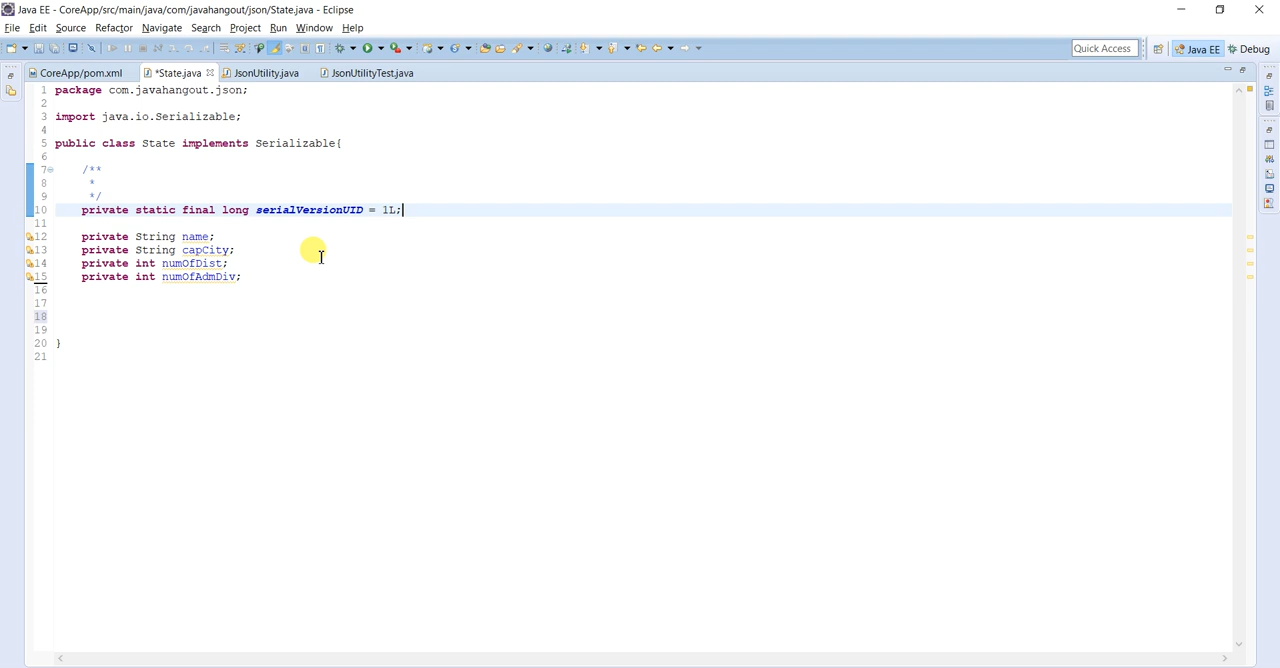 Java EE - CoreApp/src/main/java/com/javahangout/json/State.java - Eclipse
File Edit Source Refactor Navigate Search Project Run Window Help
Quick Access
Java EE
Debug
CoreApp/pom.xml
*State.java
JsonUtility.java
JsonUtilityTest.java
1 package com.javahangout.json;
2
3 import java.io.Serializable;
4
5 public class State implements Serializable{
6
7 /**
8 *
9 */
10 private static final long serialVersionUID = 1L;
11
12 private String name;
13 private String capCity;
14 private int numOfDist;
15 private int numOfAdmDiv;
16
17
18
19
20 }
21